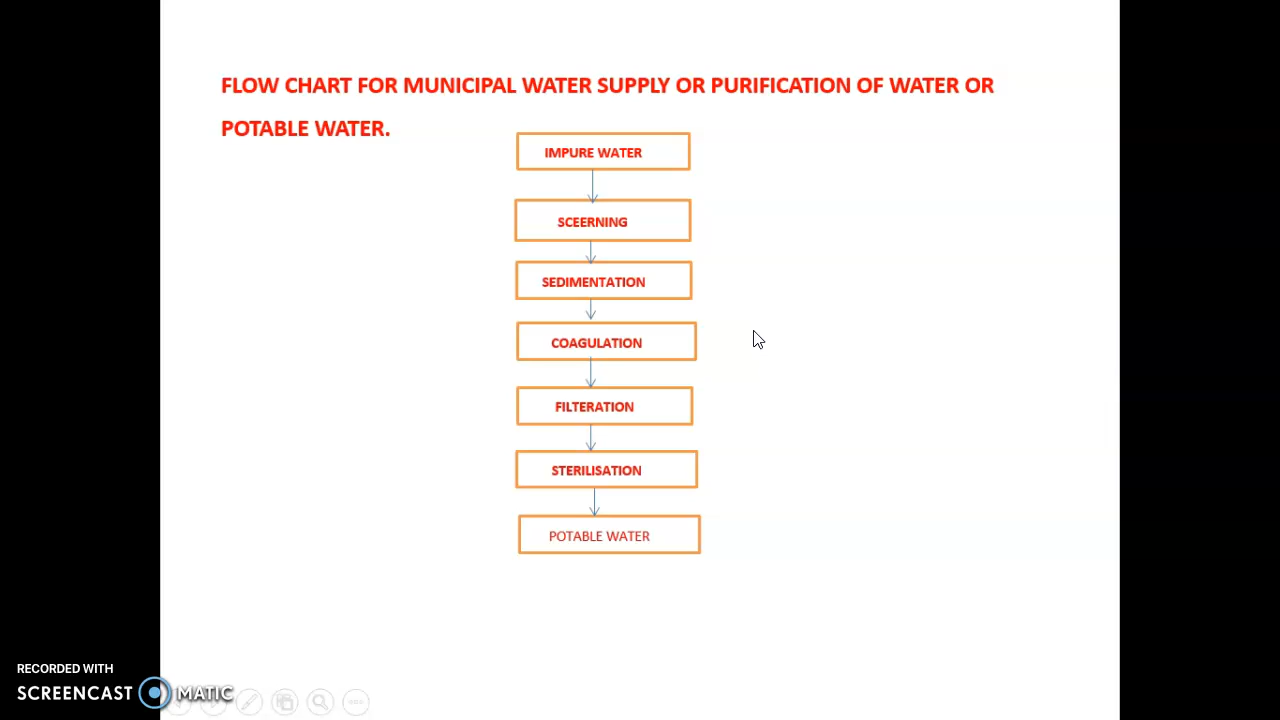 FLOW CHART FOR MUNICIPAL WATER SUPPLY OR PURIFICATION OF WATER OR
POTABLE WATER.
IMPURE WATER
SCEERNING
SEDIMENTATION
COAGULATION
FILTERATION
STERILISATION
POTABLE WATER
RECORDED WITH
SCREENCAST MATIC